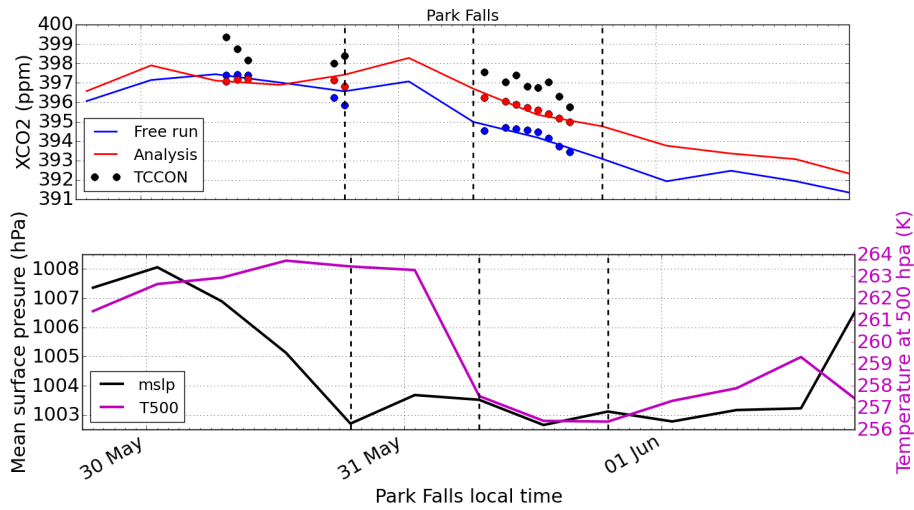 Park Falls
400
399
398
397
396
395
394
393
392
391
XCO2 (ppm)
Free run
Analysis
TCCON
1008
1007
1006
1005
1004
1003
Mean surface presure (hPa)
mslp
T500
264
263
262
261
260
259
258
257
256
Temperature at 500 hpa (K)
30 May
31 May
01 Jun
Park Falls local time